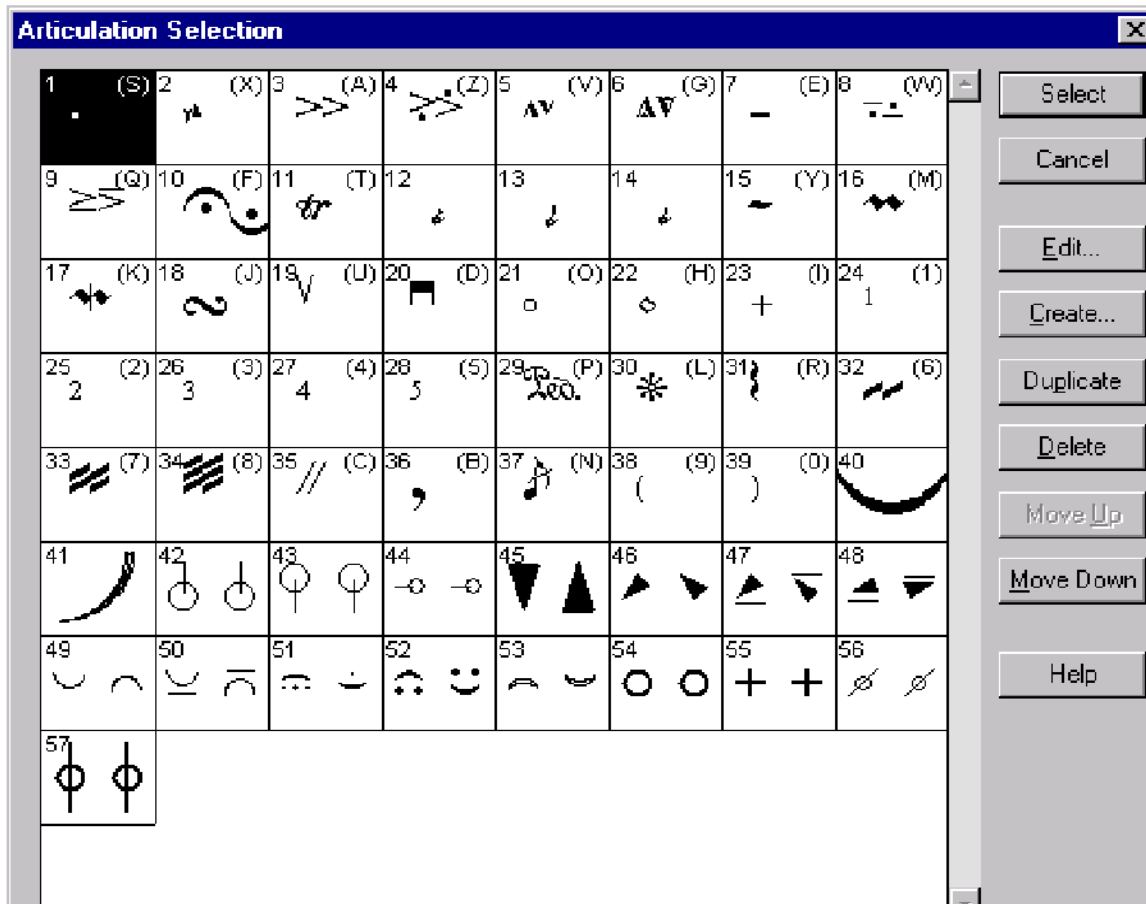 Articulation Selection
1 (S) 2 (X) 3 (A) 4 (Z) 5 (V) 6 (G) 7 (E) 8 (W)
9 (Q) 10 (F) 11 (T) tr 12 13 14 15 (Y) 16 (M)
17 (K) 18 (J) 19 (U) 20 (D) 21 (O) 22 (H) 23 (I) 24 (1)
1
25 (2) 26 (3) 27 (4) 28 (5) 29 (P) 30 (L) 31 (R) 32 (6)
2 3 4 5 Ped.
33 (7) 34 (8) 35 (C) 36 (B) 37 (N) 38 (9) 39 (0) 40
41 42 43 44 45 46 47 48
49 50 51 52 53 54 55 56
57
Select
Cancel
Edit...
Create...
Duplicate
Delete
Move Up
Move Down
Help